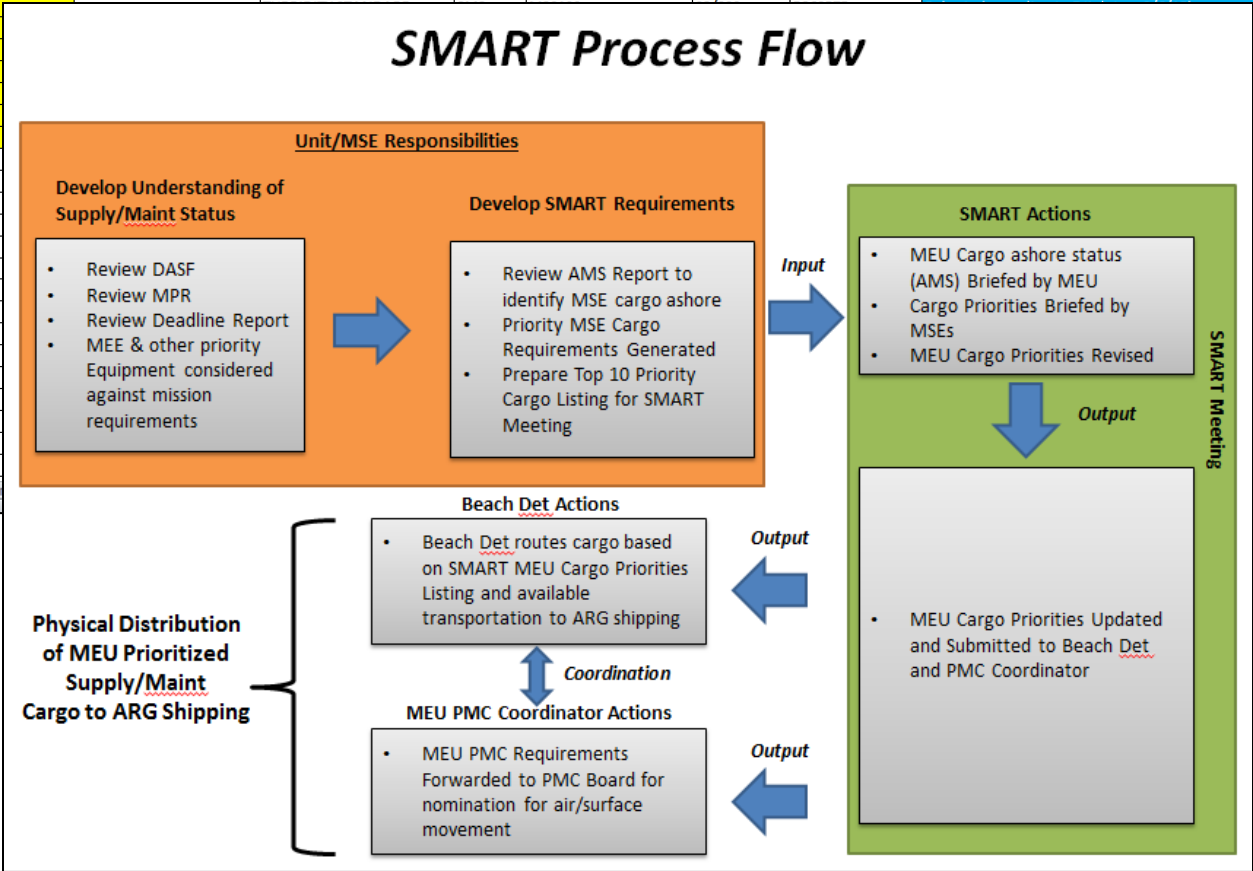 SMART Process Flow
Unit/MSE Responsibilities
Develop Understanding of
Supply/Maint Status
• Review DASF
• Review MPR
• Review Deadline Report
• MEE & other priority
Equipment considered
against mission
requirements
Develop SMART Requirements
• Review AMS Report to
identify MSE cargo ashore
• Priority MSE Cargo
Requirements Generated
• Prepare Top 10 Priority
Cargo Listing for SMART
Meeting
Input
SMART Actions
• MEU Cargo ashore status
(AMS) Briefed by MEU
• Cargo Priorities Briefed by
MSEs
• MEU Cargo Priorities Revised
Output
SMART Meeting
• MEU Cargo Priorities Updated
and Submitted to Beach Det
and PMC Coordinator
Output
Beach Det Actions
• Beach Det routes cargo based
on SMART MEU Cargo Priorities
Listing and available
transportation to ARG shipping
Coordination
Output
MEU PMC Coordinator Actions
• MEU PMC Requirements
Forwarded to PMC Board for
nomination for air/surface
movement
Physical Distribution
of MEU Prioritized
Supply/Maint
Cargo to ARG Shipping